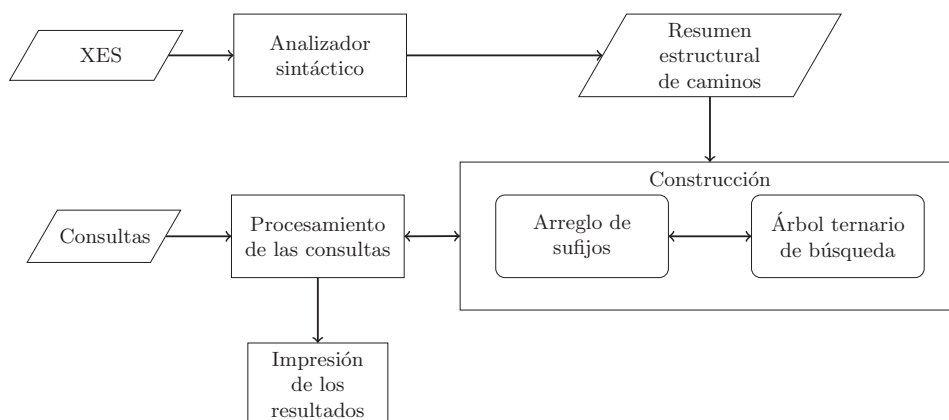 XES
Analizador
sintáctico
Resumen
estructural
de caminos
Construcción
Consultas
Procesamiento
de las consultas
Arreglo de
sufijos
Árbol ternario
de búsqueda
Impresión
de los
resultados